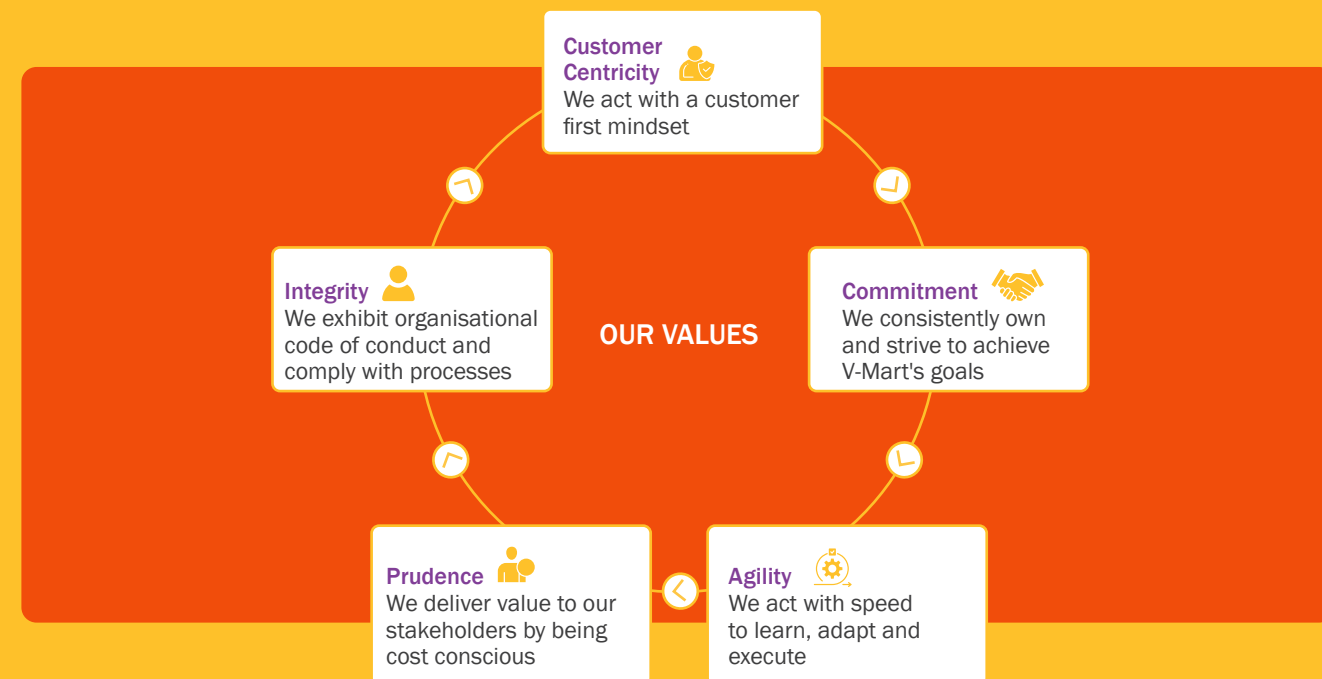 Customer
Centricity
We act with a customer
first mindset
Integrity
We exhibit organisational
code of conduct and
comply with processes
OUR VALUES
Commitment
We consistently own
and strive to achieve
V-Mart's goals
Prudence
We deliver value to our
stakeholders by being
cost conscious
Agility
We act with speed
to learn, adapt and
execute